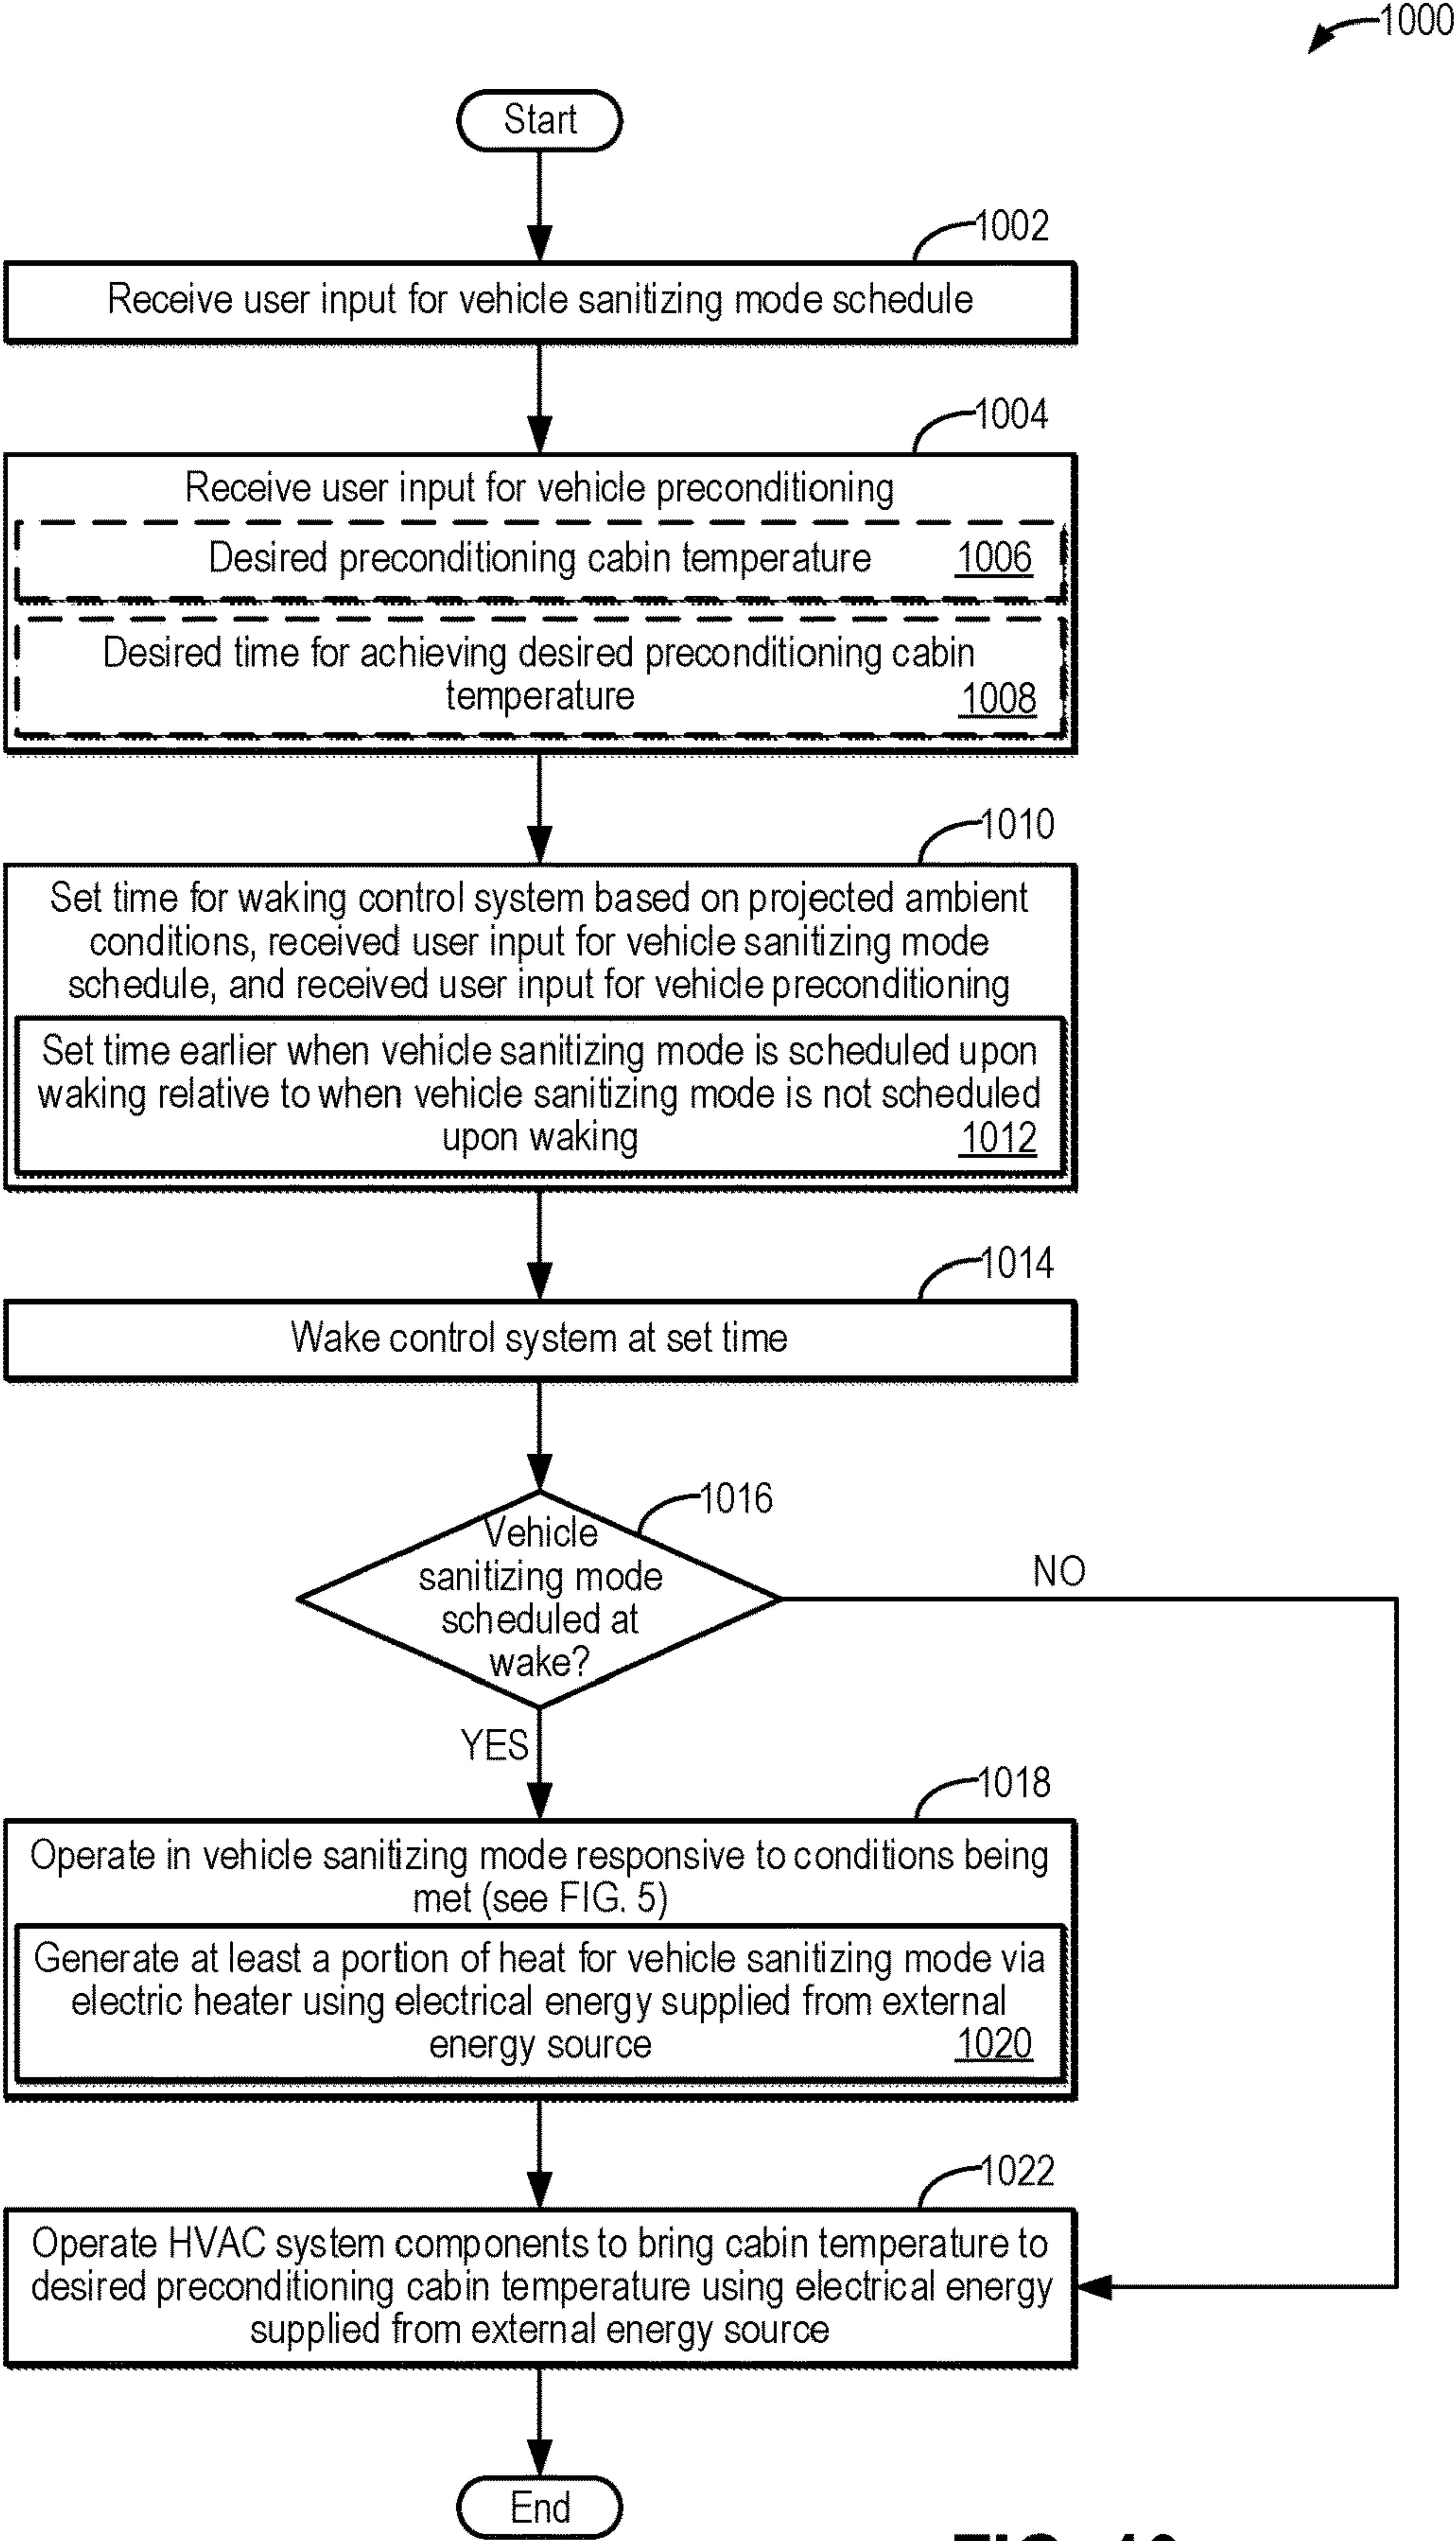 1000
Start
1002
Receive user input for vehicle sanitizing mode schedule
1004
Receive user input for vehicle preconditioning
Desired preconditioning cabin temperature 1006
Desired time for achieving desired preconditioning cabin
temperature 1008
1010
Set time for waking control system based on projected ambient
conditions, received user input for vehicle sanitizing mode
schedule, and received user input for vehicle preconditioning
Set time earlier when vehicle sanitizing mode is scheduled upon
waking relative to when vehicle sanitizing mode is not scheduled
upon waking 1012
1014
Wake control system at set time
1016
Vehicle
sanitizing mode
scheduled at
wake?
NO
YES
1018
Operate in vehicle sanitizing mode responsive to conditions being
met (see FIG. 5)
Generate at least a portion of heat for vehicle sanitizing mode via
electric heater using electrical energy supplied from external
energy source 1020
1022
Operate HVAC system components to bring cabin temperature to
desired preconditioning cabin temperature using electrical energy
supplied from external energy source
End